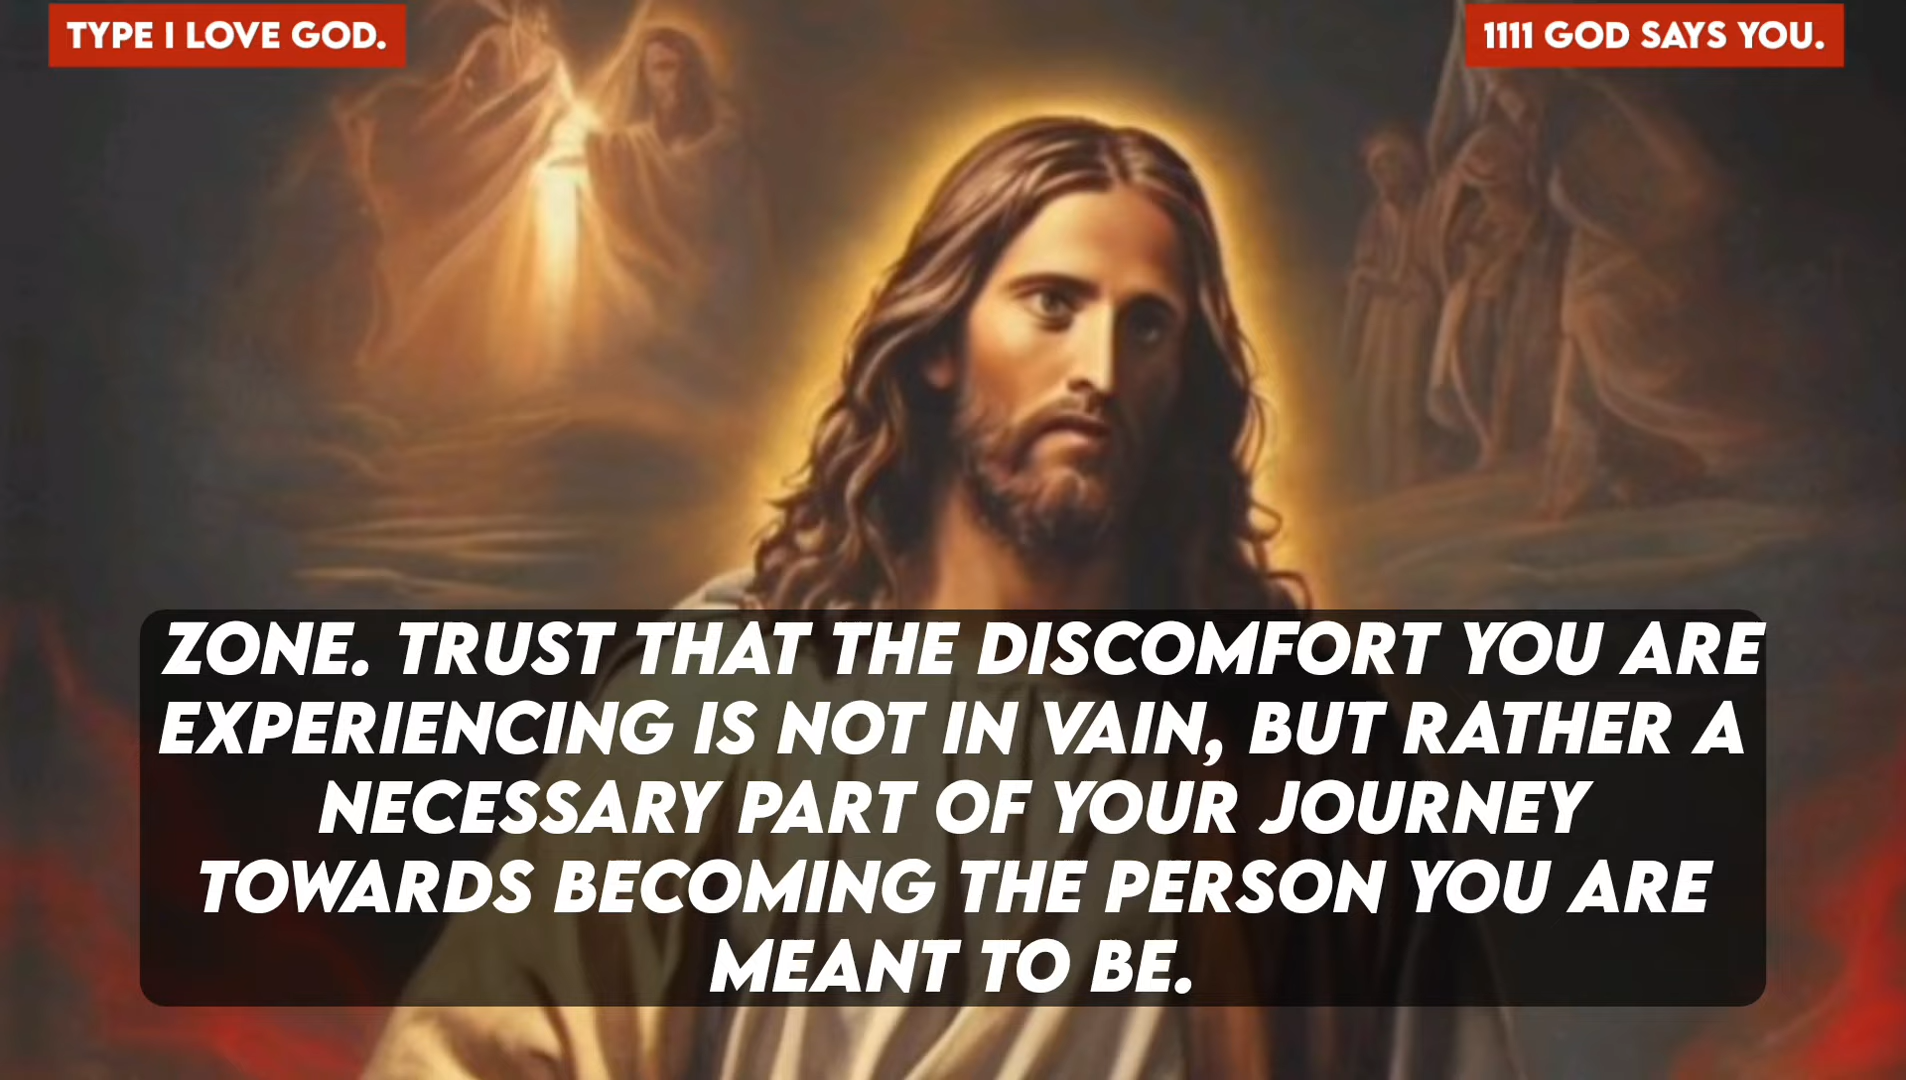 TYPE I LOVE GOD.
1111 GOD SAYS YOU.
ZONE. TRUST THAT THE DISCOMFORT YOU ARE
EXPERIENCING IS NOT IN VAIN, BUT RATHER A
NECESSARY PART OF YOUR JOURNEY
TOWARDS BECOMING THE PERSON YOU ARE
MEANT TO BE.